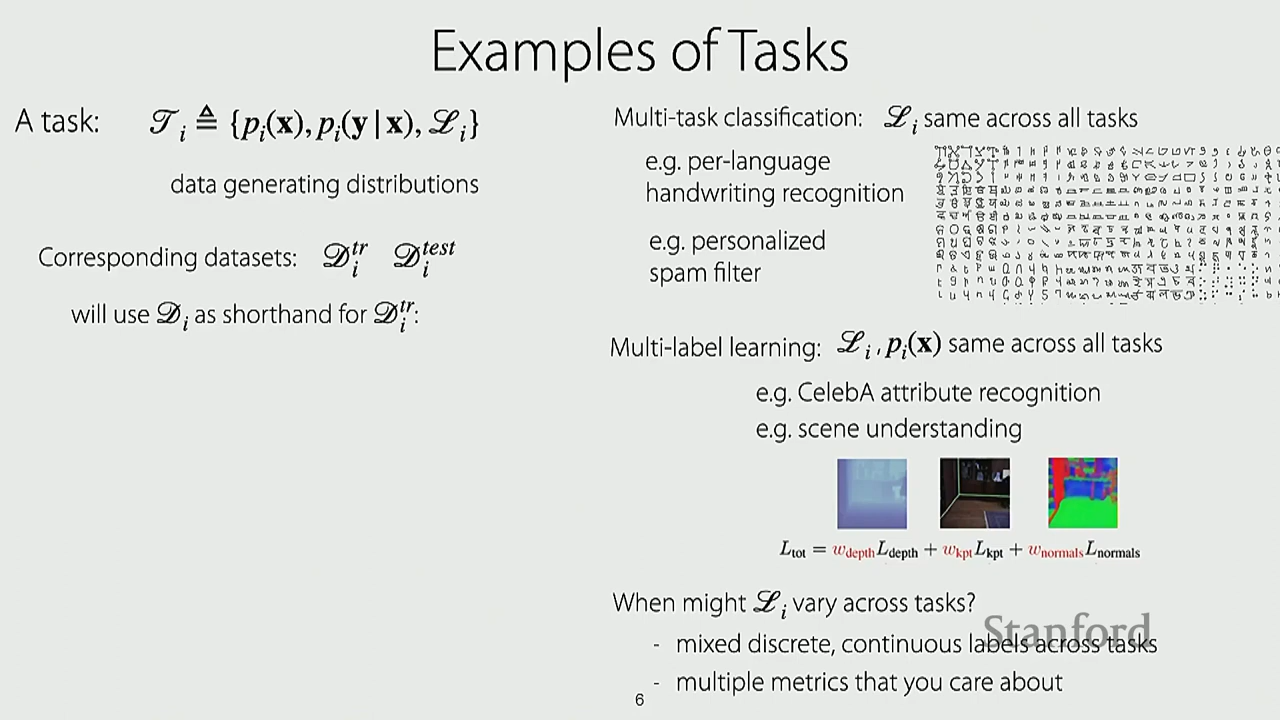 Examples of Tasks
A task: 𝒯ᵢ ≜ {pᵢ(x), pᵢ(y | x), ℒᵢ}
data generating distributions
Corresponding datasets: 𝒟ᵢᵗʳ 𝒟ᵢᵗᵉˢᵗ
will use 𝒟ᵢ as shorthand for 𝒟ᵢᵗʳ:
Multi-task classification: ℒᵢ same across all tasks
e.g. per-language
handwriting recognition
e.g. personalized
spam filter
Multi-label learning: ℒᵢ , pᵢ(x) same across all tasks
e.g. CelebA attribute recognition
e.g. scene understanding
L_tot = w_depth L_depth + w_kpt L_kpt + w_normals L_normals
When might ℒᵢ vary across tasks?
Stanford
- mixed discrete, continuous labels across tasks
- multiple metrics that you care about
6